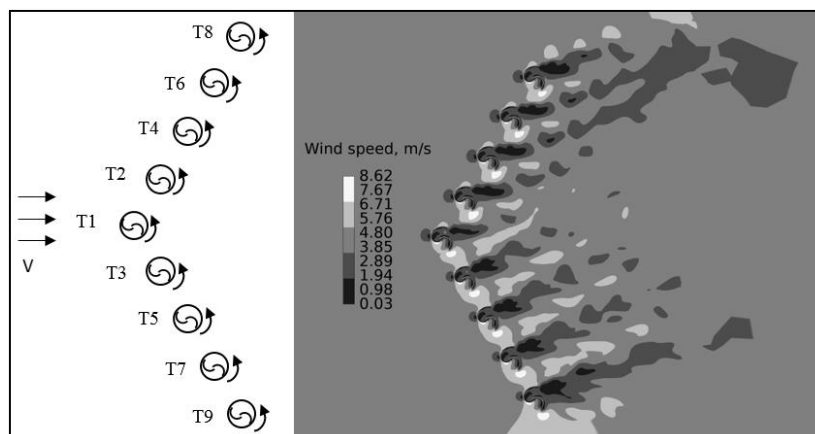 T8
T6
T4
T2
T1
V
T3
T5
T7
T9
Wind speed, m/s
8.62
7.67
6.71
5.76
4.80
3.85
2.89
1.94
0.98
0.03